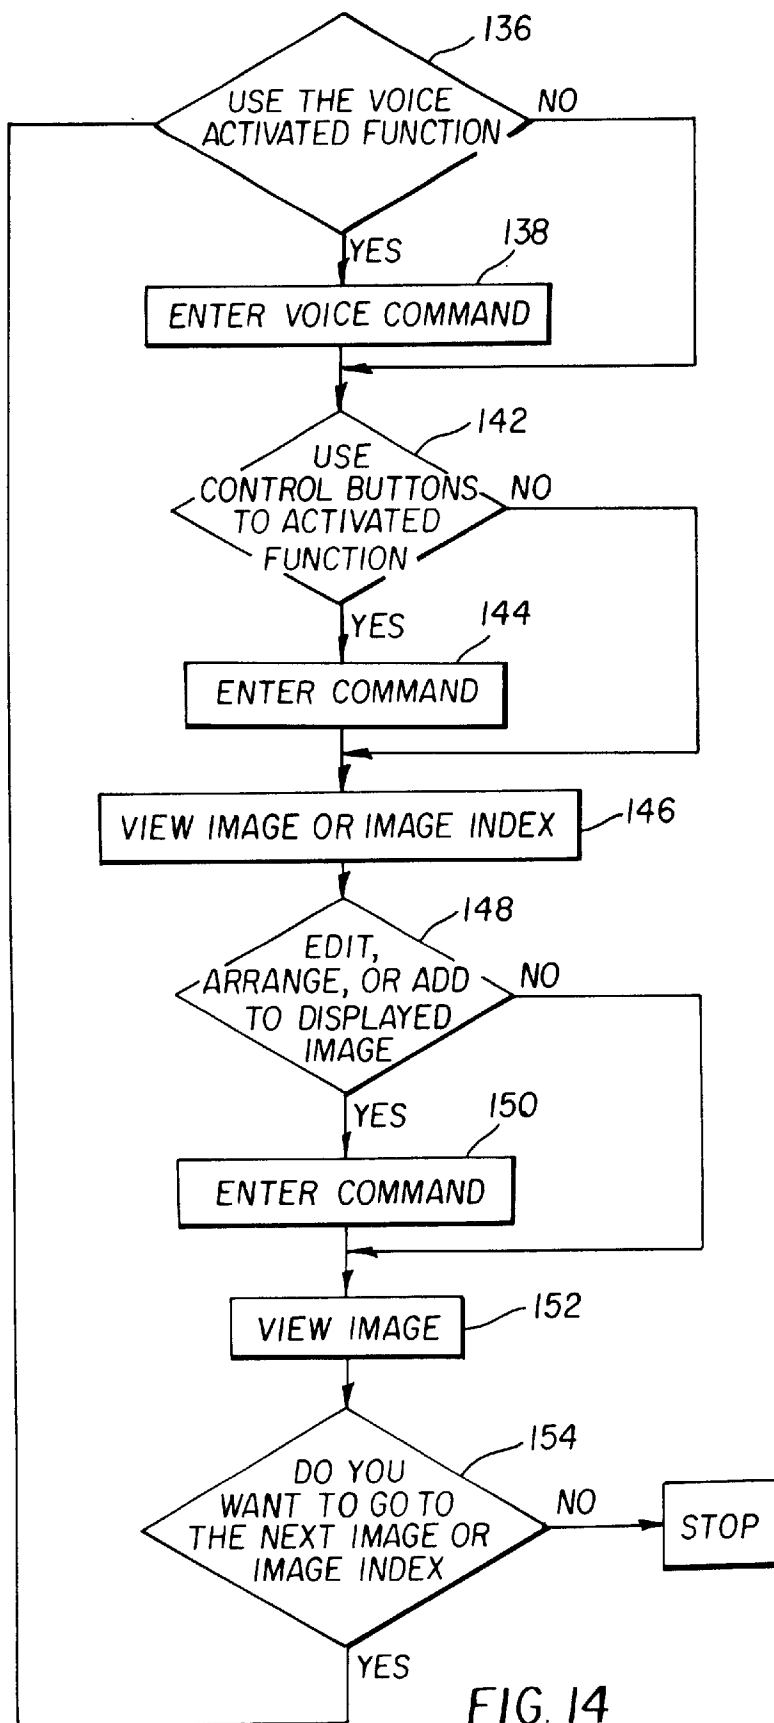 136
USE THE VOICE
ACTIVATED FUNCTION
NO
YES
138
ENTER VOICE COMMAND
142
USE
CONTROL BUTTONS
TO ACTIVATED
FUNCTION
NO
YES
144
ENTER COMMAND
VIEW IMAGE OR IMAGE INDEX
146
148
EDIT,
ARRANGE, OR ADD
TO DISPLAYED
IMAGE
NO
YES
150
ENTER COMMAND
VIEW IMAGE
152
154
DO YOU
WANT TO GO TO
THE NEXT IMAGE OR
IMAGE INDEX
NO
STOP
YES
FIG. 14